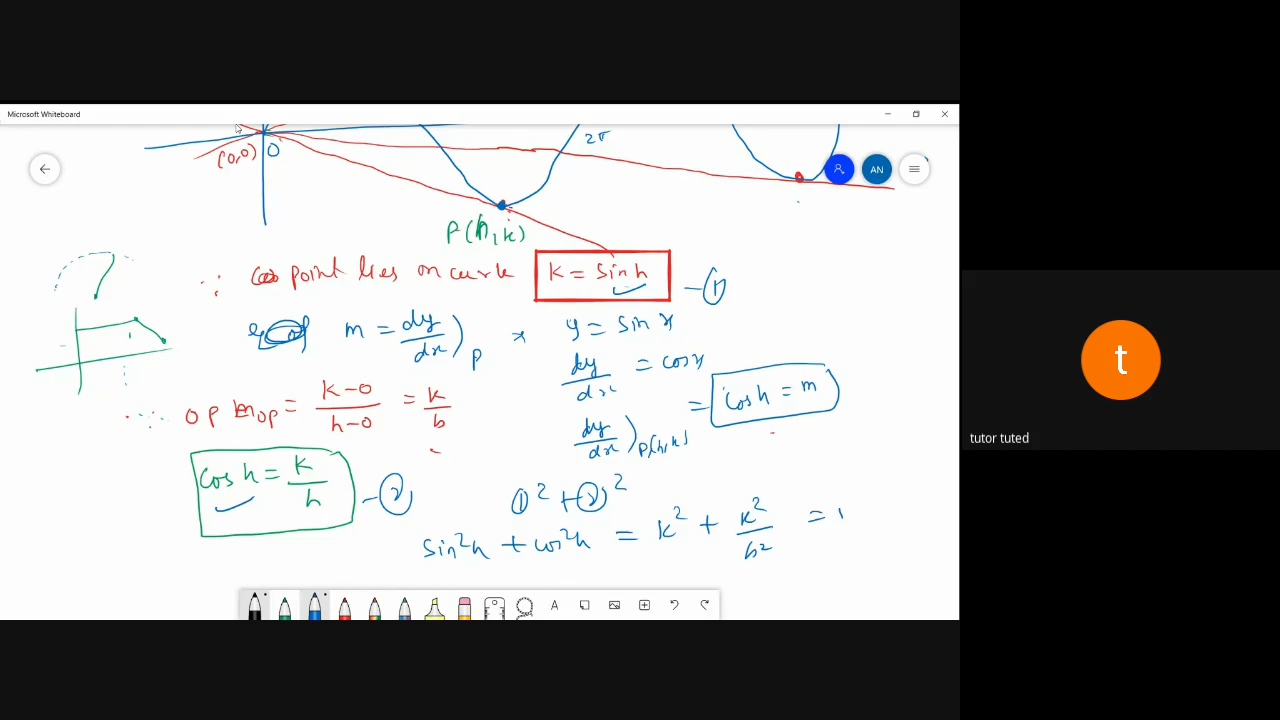 Microsoft Whiteboard
2π
(0,0) 0
AN
P(h,k)
∵ point lies on curve k = sin h —①
m = dy/dx)p * y = sin x
dy/dx = cos x
∵ OP m_OP = k-0/h-0 = k/h
dy/dx)P(h,k) = cos h = m
cos h = k/h —②
①² + ②²
sin²h + cos²h = k² + k²/h² = 1
A
t
tutor tuted